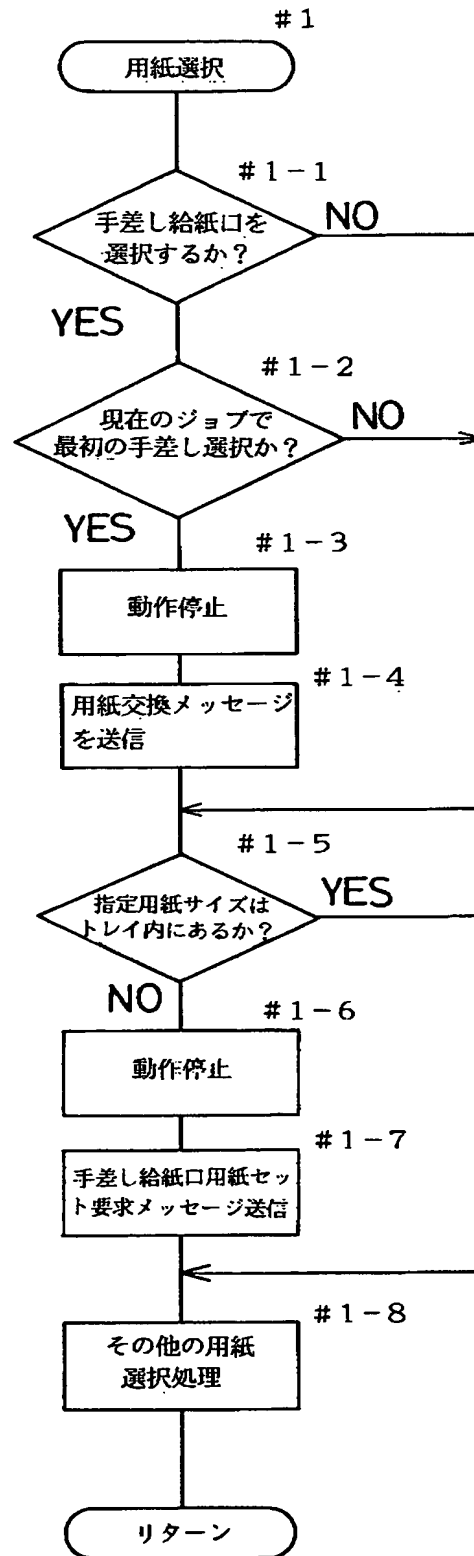 #1
用紙選択
#1-1
手差し給紙口を
選択するか?
NO
YES
#1-2
現在のジョブで
最初の手差し選択か?
NO
YES
#1-3
動作停止
#1-4
用紙交換メッセージ
を送信
#1-5
指定用紙サイズは
トレイ内にあるか?
YES
NO
#1-6
動作停止
#1-7
手差し給紙口用紙セッ
ト要求メッセージ送信
#1-8
その他の用紙
選択処理
リターン